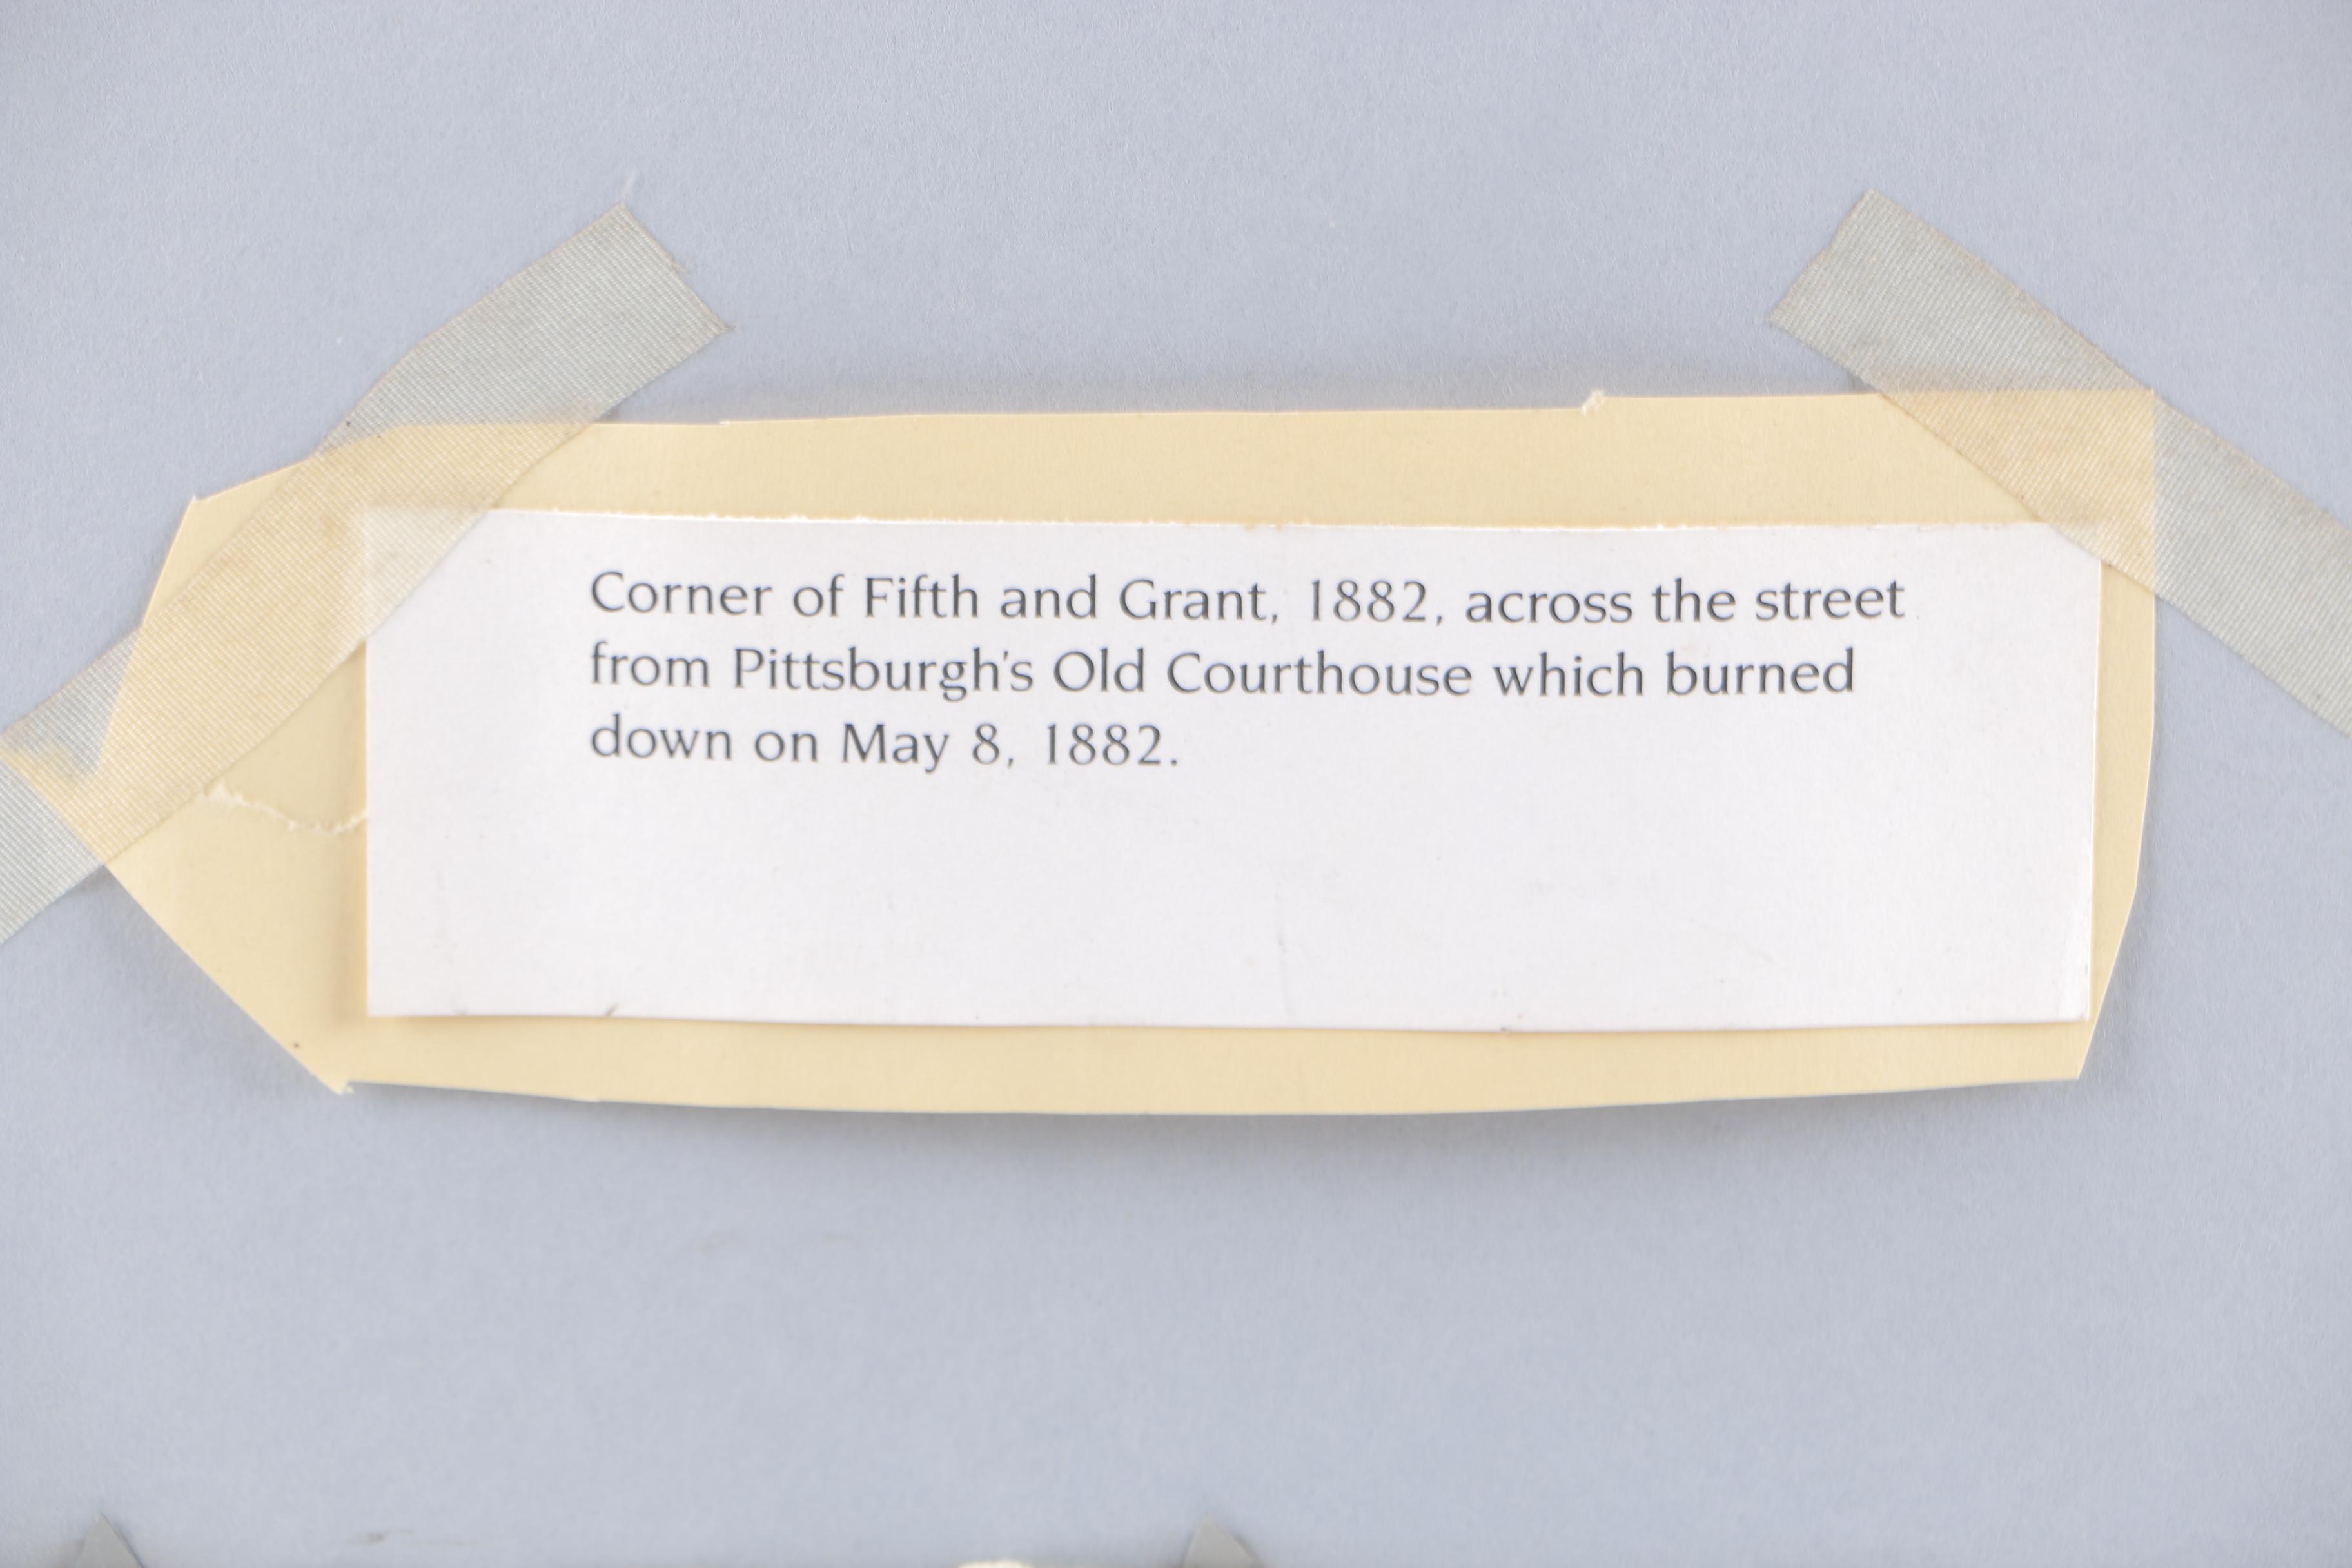 Corner of Fifth and Grant, 1882, across the street
from Pittsburgh's Old Courthouse which burned
down on May 8, 1882.